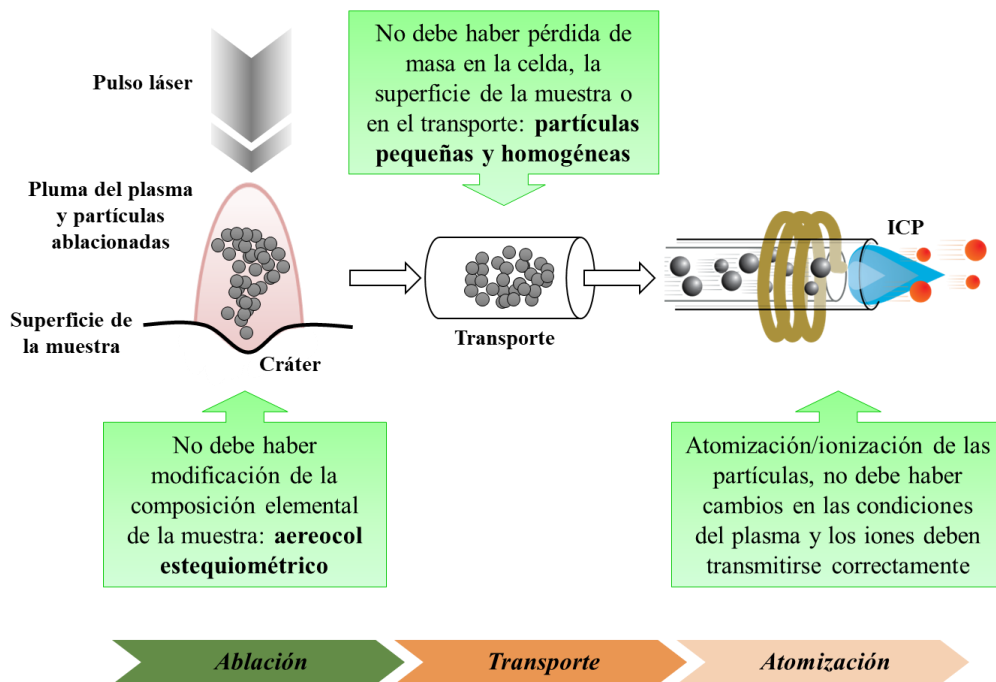 Pulso láser
No debe haber pérdida de
masa en la celda, la
superficie de la muestra o
en el transporte: partículas
pequeñas y homogéneas
Pluma del plasma
y partículas
ablacionadas
ICP
Superficie de
la muestra
Cráter
Transporte
No debe haber
modificación de la
composición elemental
de la muestra: aereocol
estequiométrico
Atomización/ionización de las
partículas, no debe haber
cambios en las condiciones
del plasma y los iones deben
transmitirse correctamente
Ablación
Transporte
Atomización